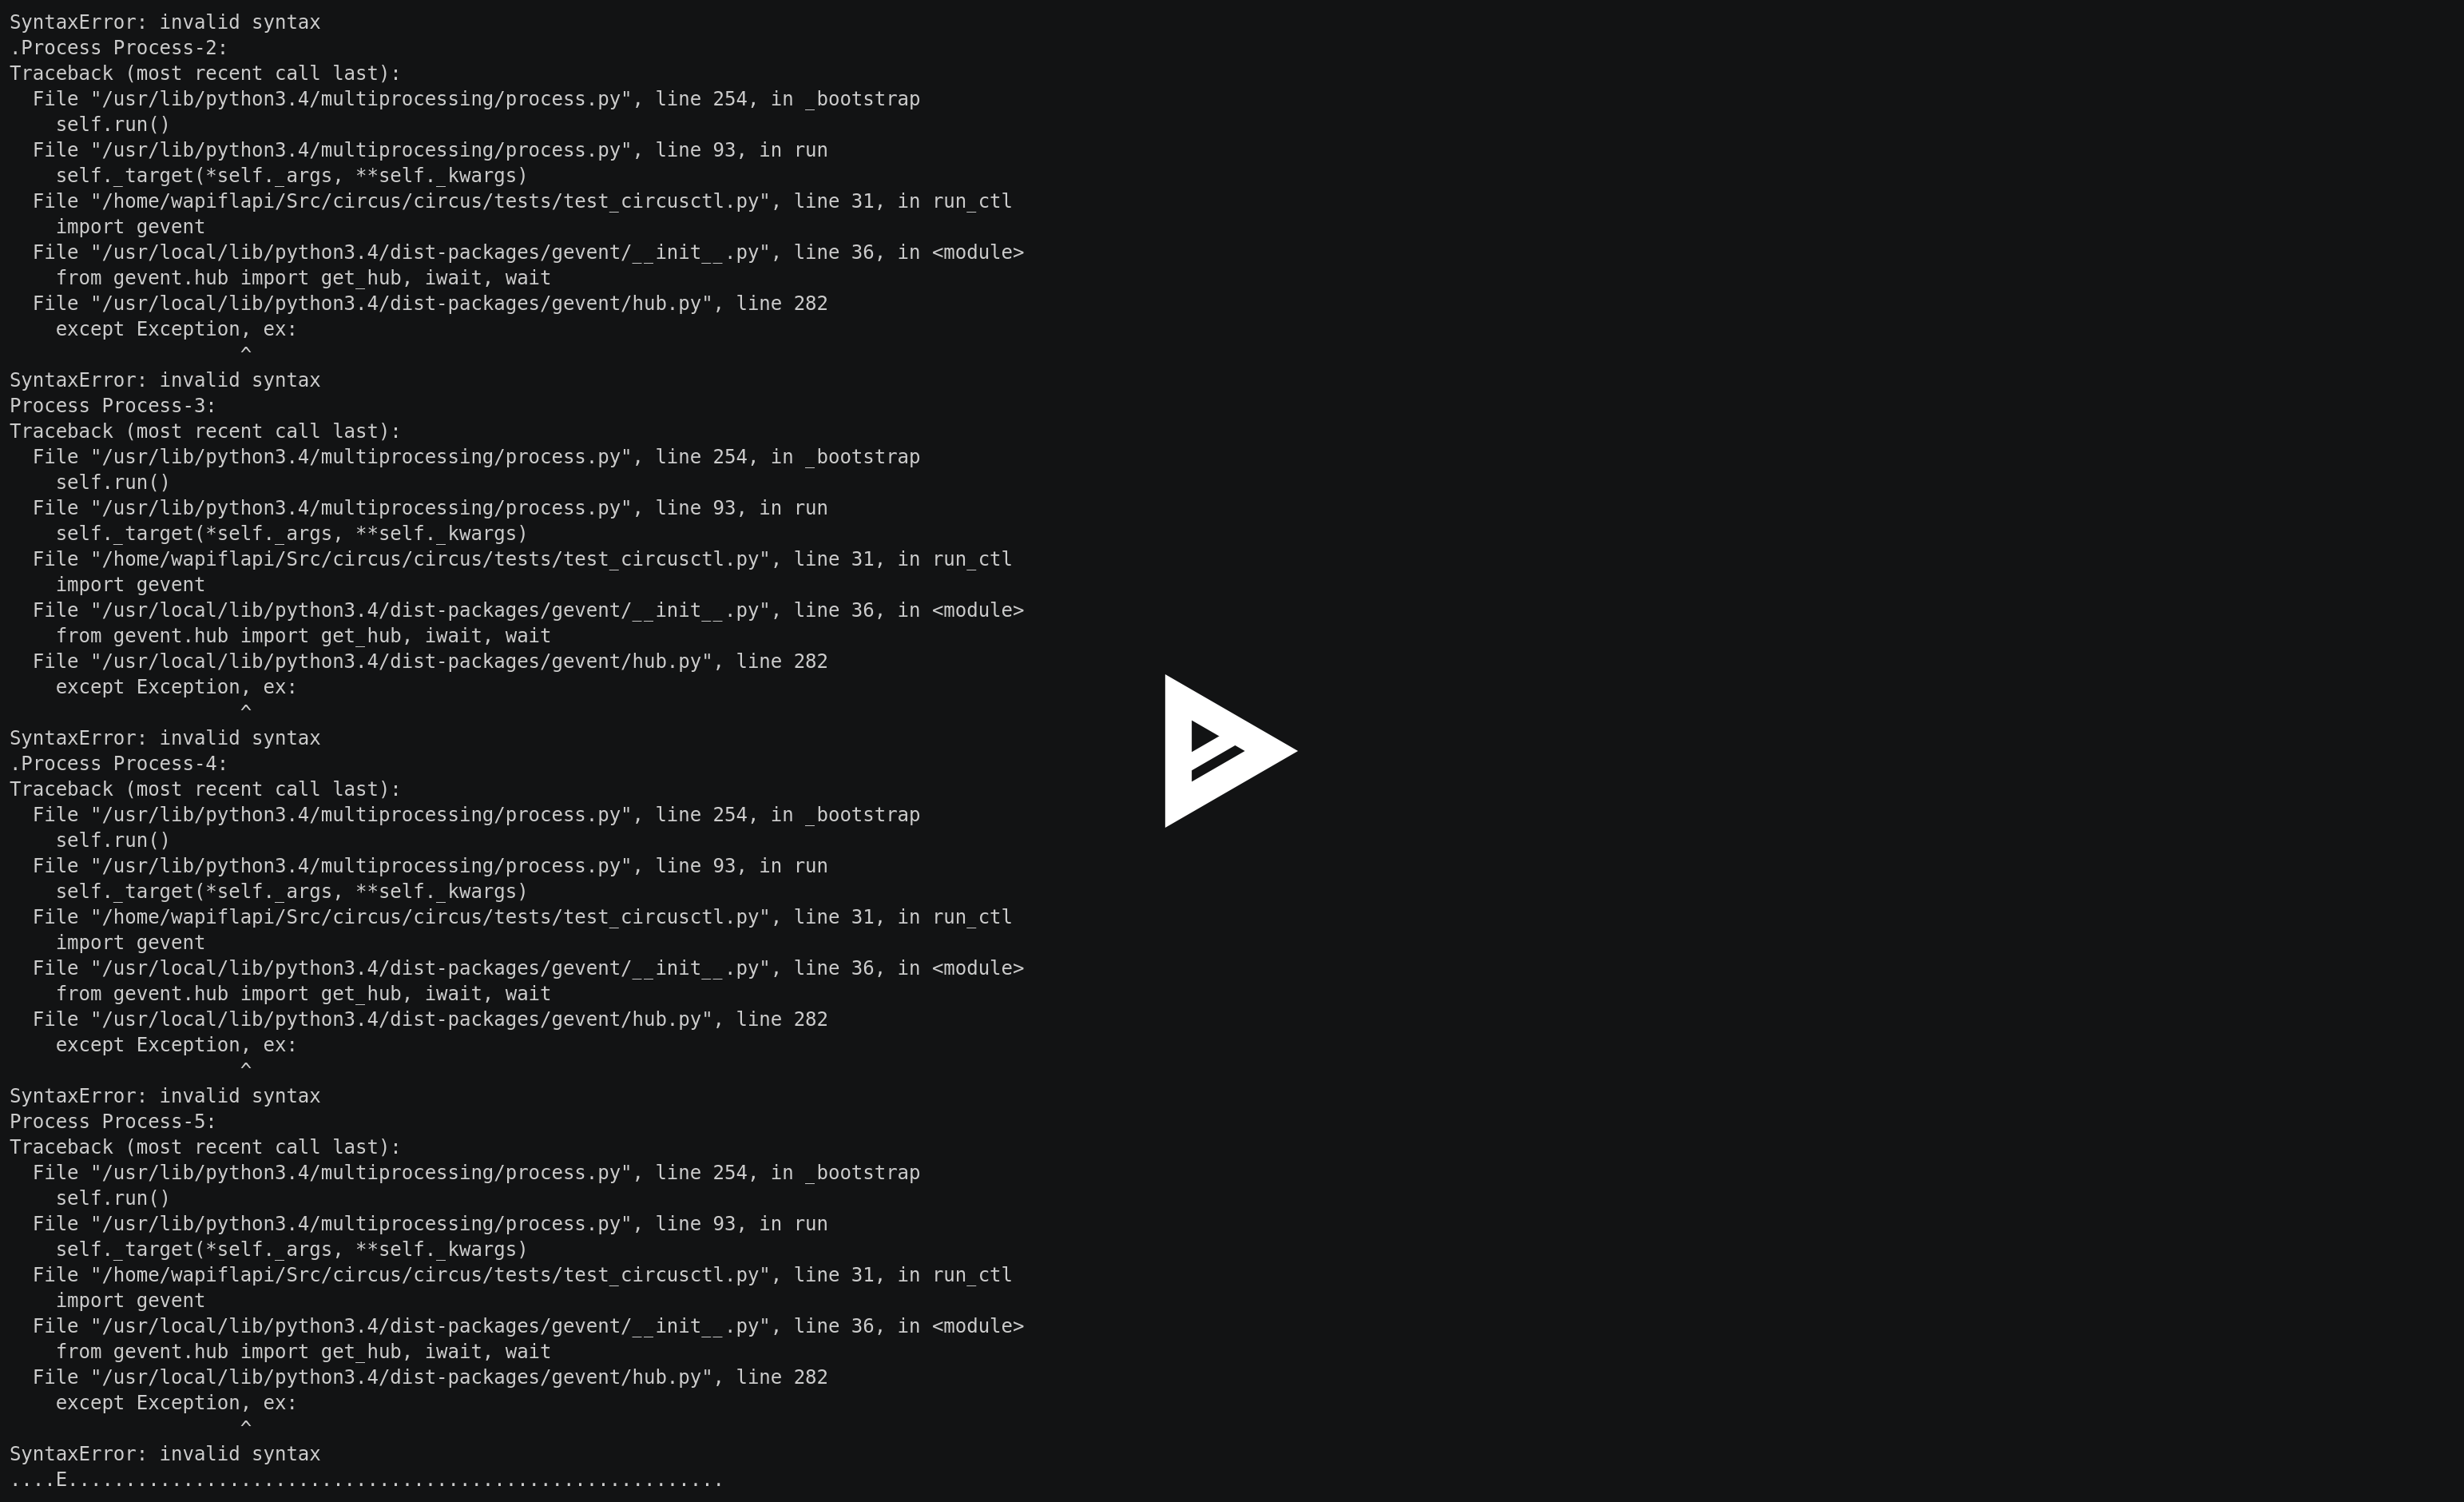 SyntaxError: invalid syntax
.Process Process-2:
Traceback (most recent call last):
  File "/usr/lib/python3.4/multiprocessing/process.py", line 254, in _bootstrap
    self.run()
  File "/usr/lib/python3.4/multiprocessing/process.py", line 93, in run
    self._target(*self._args, **self._kwargs)
  File "/home/wapiflapi/Src/circus/circus/tests/test_circusctl.py", line 31, in run_ctl
    import gevent
  File "/usr/local/lib/python3.4/dist-packages/gevent/__init__.py", line 36, in <module>
    from gevent.hub import get_hub, iwait, wait
  File "/usr/local/lib/python3.4/dist-packages/gevent/hub.py", line 282
    except Exception, ex:
                    ^
SyntaxError: invalid syntax
Process Process-3:
Traceback (most recent call last):
  File "/usr/lib/python3.4/multiprocessing/process.py", line 254, in _bootstrap
    self.run()
  File "/usr/lib/python3.4/multiprocessing/process.py", line 93, in run
    self._target(*self._args, **self._kwargs)
  File "/home/wapiflapi/Src/circus/circus/tests/test_circusctl.py", line 31, in run_ctl
    import gevent
  File "/usr/local/lib/python3.4/dist-packages/gevent/__init__.py", line 36, in <module>
    from gevent.hub import get_hub, iwait, wait
  File "/usr/local/lib/python3.4/dist-packages/gevent/hub.py", line 282
    except Exception, ex:
                    ^
SyntaxError: invalid syntax
.Process Process-4:
Traceback (most recent call last):
  File "/usr/lib/python3.4/multiprocessing/process.py", line 254, in _bootstrap
    self.run()
  File "/usr/lib/python3.4/multiprocessing/process.py", line 93, in run
    self._target(*self._args, **self._kwargs)
  File "/home/wapiflapi/Src/circus/circus/tests/test_circusctl.py", line 31, in run_ctl
    import gevent
  File "/usr/local/lib/python3.4/dist-packages/gevent/__init__.py", line 36, in <module>
    from gevent.hub import get_hub, iwait, wait
  File "/usr/local/lib/python3.4/dist-packages/gevent/hub.py", line 282
    except Exception, ex:
                    ^
SyntaxError: invalid syntax
Process Process-5:
Traceback (most recent call last):
  File "/usr/lib/python3.4/multiprocessing/process.py", line 254, in _bootstrap
    self.run()
  File "/usr/lib/python3.4/multiprocessing/process.py", line 93, in run
    self._target(*self._args, **self._kwargs)
  File "/home/wapiflapi/Src/circus/circus/tests/test_circusctl.py", line 31, in run_ctl
    import gevent
  File "/usr/local/lib/python3.4/dist-packages/gevent/__init__.py", line 36, in <module>
    from gevent.hub import get_hub, iwait, wait
  File "/usr/local/lib/python3.4/dist-packages/gevent/hub.py", line 282
    except Exception, ex:
                    ^
SyntaxError: invalid syntax
....E.........................................................